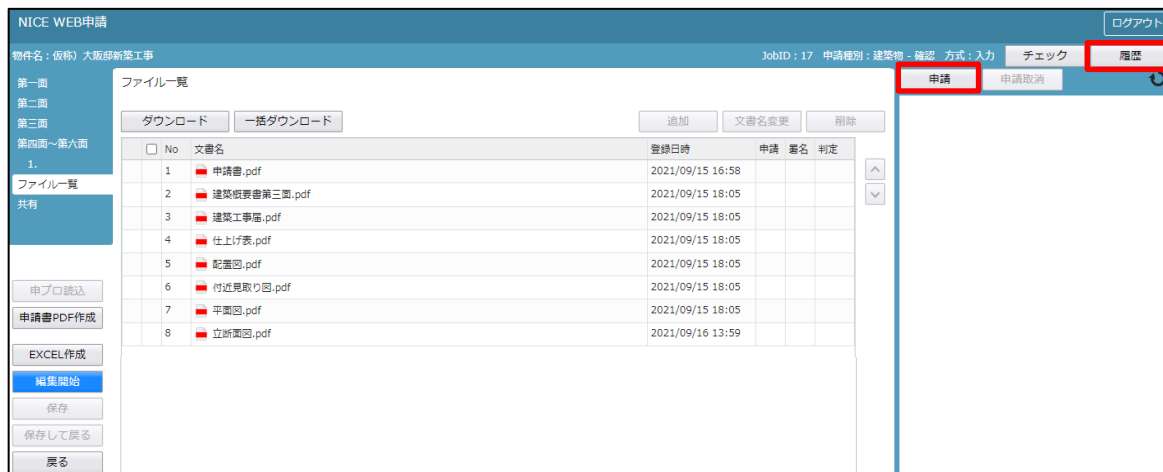 NICE WEB申請
ログアウト
物件名：仮称）大阪邸新築工事
JobID：17 申請種別：建築物 - 確認 方式：入力
チェック
履歴
第一面
第二面
第三面
第四面～第六面
1.
ファイル一覧
共有
申プロ読込
申請書PDF作成
EXCEL作成
編集開始
保存
保存して戻る
戻る
ファイル一覧
ダウンロード 一括ダウンロード 追加 文書名変更 削除
No 文書名 登録日時 申請 署名 判定
1 申請書.pdf 2021/09/15 16:58
2 建築概要書第三面.pdf 2021/09/15 18:05
3 建築工事届.pdf 2021/09/15 18:05
4 仕上げ表.pdf 2021/09/15 18:05
5 配置図.pdf 2021/09/15 18:05
6 付近見取り図.pdf 2021/09/15 18:05
7 平面図.pdf 2021/09/15 18:05
8 立断面図.pdf 2021/09/16 13:59
申請 申請取消